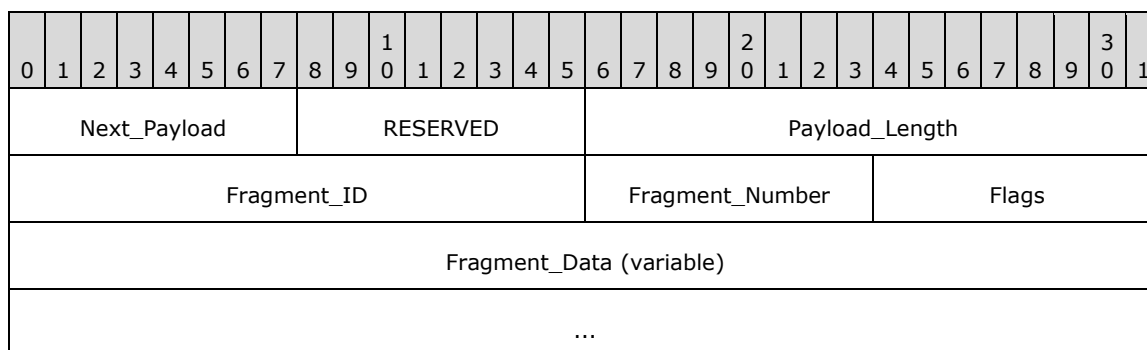 1 2 3
0 1 2 3 4 5 6 7 8 9 0 1 2 3 4 5 6 7 8 9 0 1 2 3 4 5 6 7 8 9 0 1
Next_Payload RESERVED Payload_Length
Fragment_ID Fragment_Number Flags
Fragment_Data (variable)
...